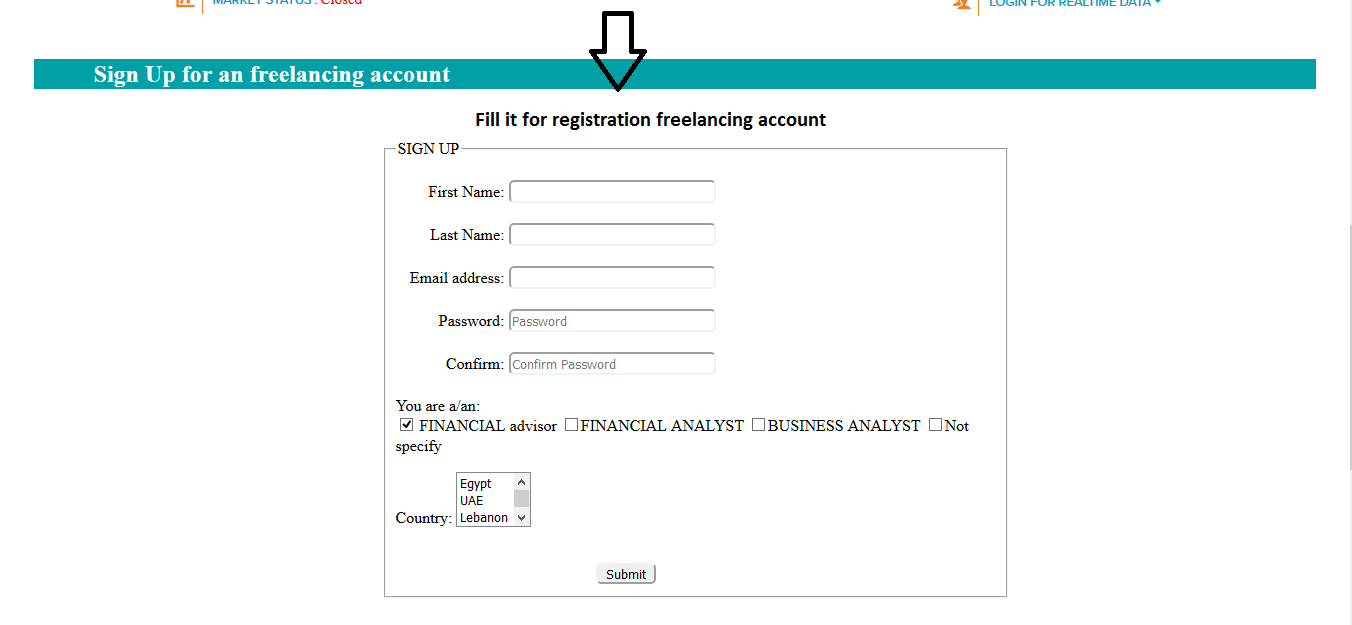 MARKET STATUS : Closed
LOGIN FOR REALTIME DATA
Sign Up for an freelancing account
Fill it for registration freelancing account
SIGN UP
First Name:
Last Name:
Email address:
Password: Password
Confirm: Confirm Password
You are a/an:
FINANCIAL advisor FINANCIAL ANALYST BUSINESS ANALYST Not
specify
Egypt
UAE
Country: Lebanon
Submit